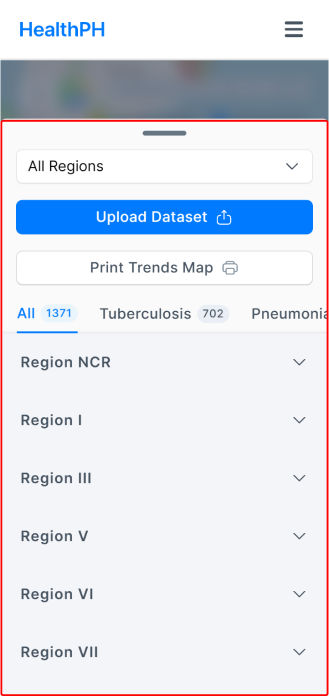 HealthPH
All Regions
Upload Dataset
Print Trends Map
All 1371 Tuberculosis 702 Pneumonia
Region NCR
Region I
Region III
Region V
Region VI
Region VII